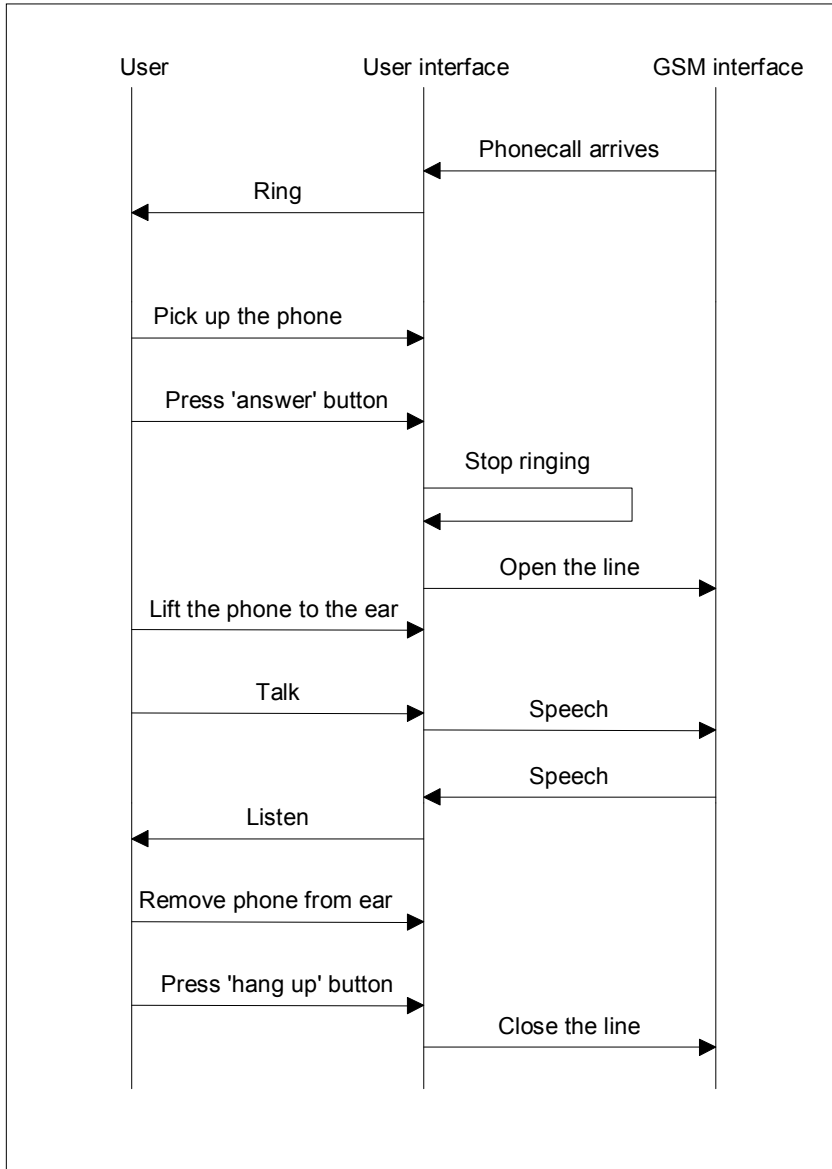 User
User interface
GSM interface
Phonecall arrives
Ring
Pick up the phone
Press 'answer' button
Stop ringing
Open the line
Lift the phone to the ear
Talk
Speech
Speech
Listen
Remove phone from ear
Press 'hang up' button
Close the line